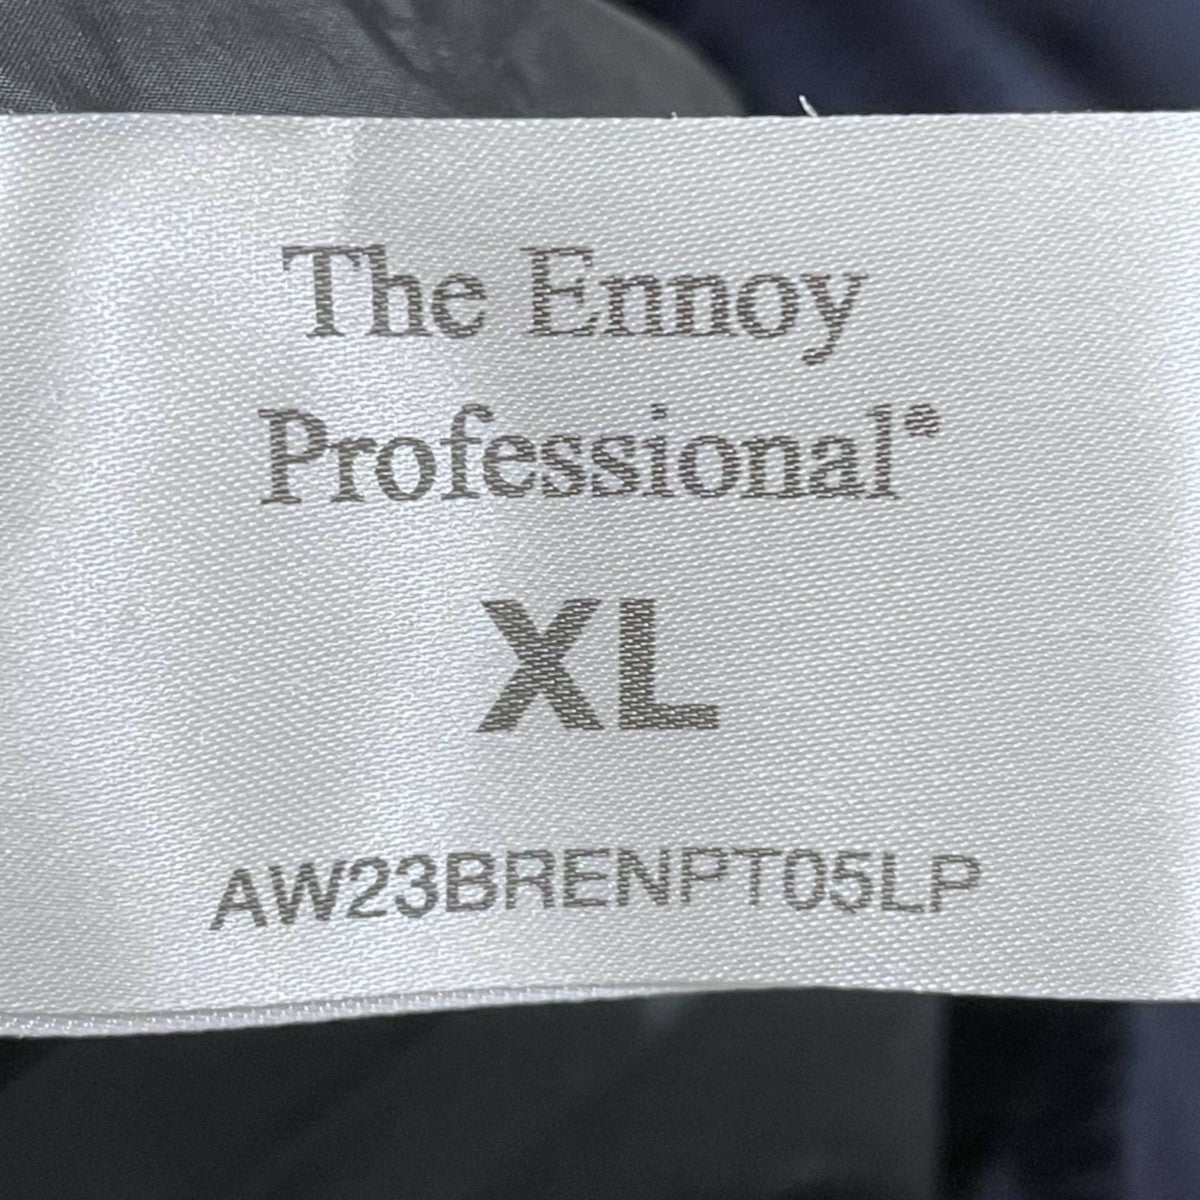 The Ennoy
Professional®
XL
AW23BRENPT05LP